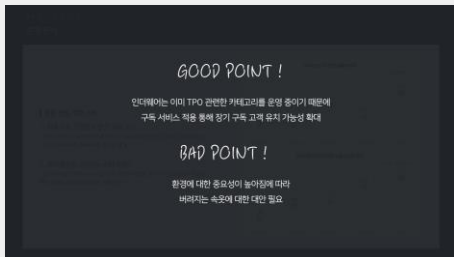 GOOD POINT !
인더웨어는 이미 TPO 관련한 카테고리를 운영 중이기 때문에
구독 서비스 적용 통해 장기 구독 고객 유치 가능성 확대
BAD POINT !
환경에 대한 중요성이 높아짐에 따라
버려지는 속옷에 대한 대안 필요